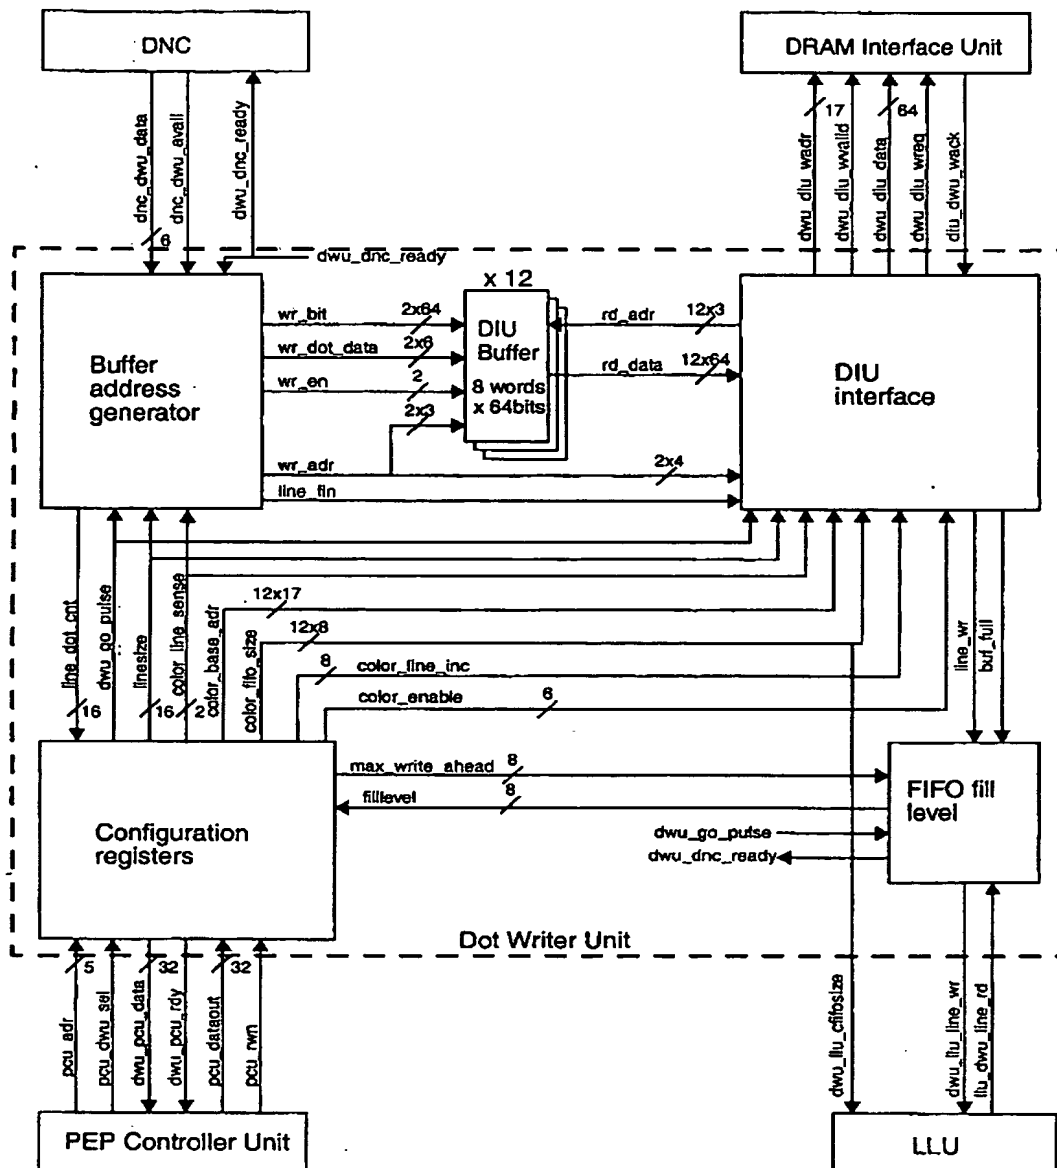 DNC
DRAM Interface Unit
dnc_dwu_data
6
dnc_dwu_avail
dwu_dnc_ready
dwu_diu_wadr
17
dwu_diu_wvalid
dwu_diu_data
64
dwu_diu_wreq
diu_dwu_wack
dwu_dnc_ready
x 12
Buffer
address
generator
wr_bit
2x64
wr_dot_data
2x6
wr_en
2
2x3
wr_adr
line_fin
DIU
Buffer
8 words
x 64bits
rd_adr
12x3
rd_data
12x64
2x4
DIU
interface
line_dot_cnt
16
dwu_go_pulse
linesize
16
color_line_sense
2
color_base_adr
12x17
color_fifo_size
12x8
8
color_line_inc
color_enable
6
line_wr
buf_full
Configuration
registers
max_write_ahead
8
filllevel
8
dwu_go_pulse
dwu_dnc_ready
FIFO fill
level
Dot Writer Unit
pcu_adr
5
pcu_dwu_sel
dwu_pcu_data
32
dwu_pcu_rdy
pcu_dataout
32
pcu_rwn
dwu_llu_cfifosize
dwu_llu_line_wr
llu_dwu_line_rd
PEP Controller Unit
LLU